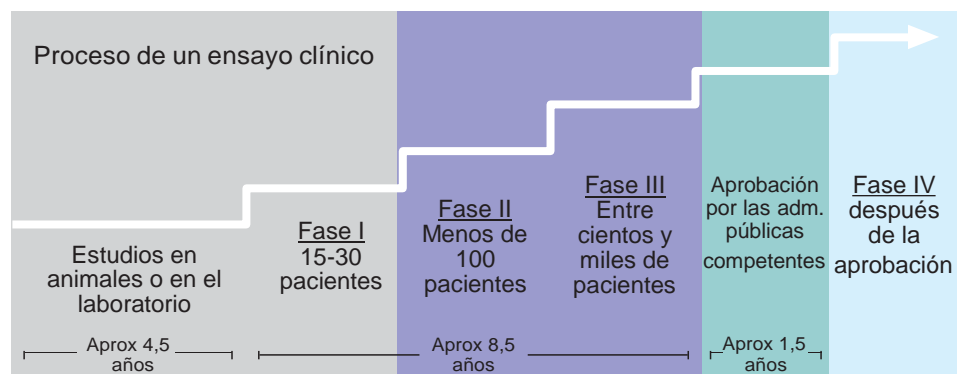 Proceso de un ensayo clínico
Estudios en
animales o en el
laboratorio
Fase I
15-30
pacientes
Fase II
Menos de
100
pacientes
Fase III
Entre
cientos y
miles de
pacientes
Aprobación
por las adm.
públicas
competentes
Fase IV
después
de la
aprobación
Aprox 4,5
años
Aprox 8,5
años
Aprox 1,5
años